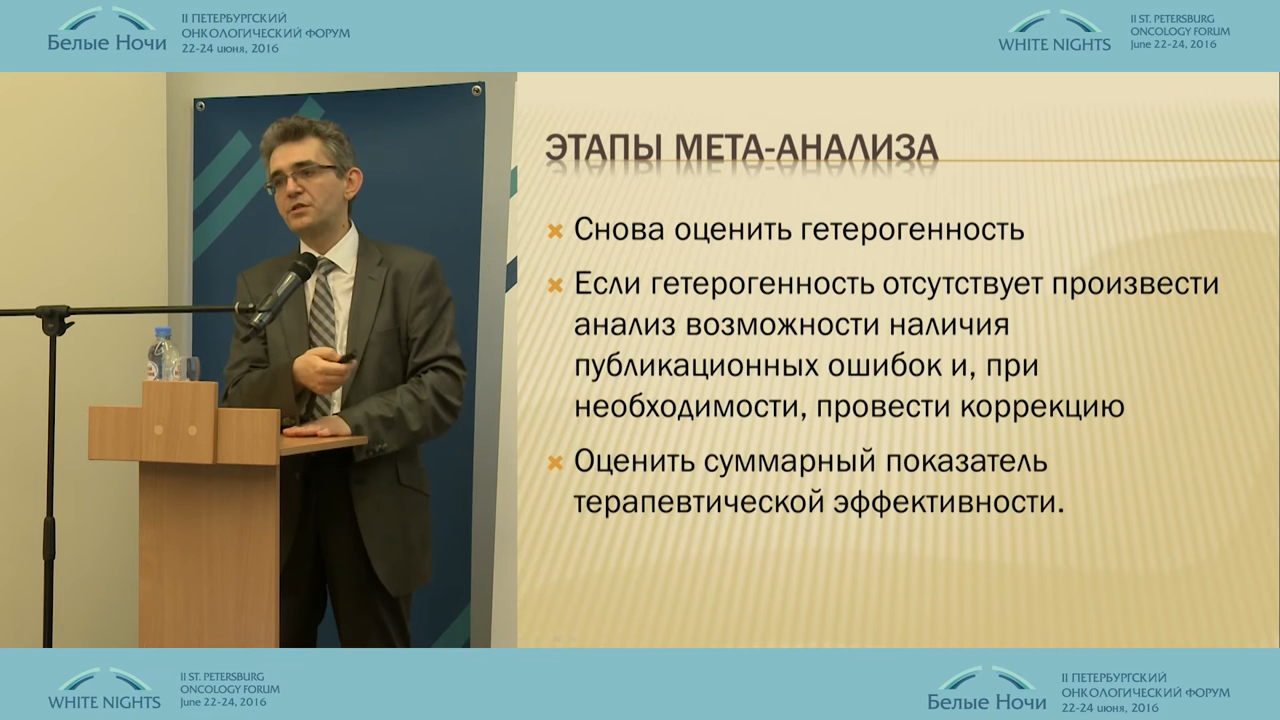 Белые Ночи
II ПЕТЕРБУРГСКИЙ
ОНКОЛОГИЧЕСКИЙ ФОРУМ
22-24 июня, 2016
WHITE NIGHTS
II ST. PETERSBURG
ONCOLOGY FORUM
June 22-24, 2016
ЭТАПЫ МЕТА-АНАЛИЗА
Снова оценить гетерогенность
Если гетерогенность отсутствует произвести
анализ возможности наличия
публикационных ошибок и, при
необходимости, провести коррекцию
Оценить суммарный показатель
терапевтической эффективности.
WHITE NIGHTS
II ST. PETERSBURG
ONCOLOGY FORUM
June 22-24, 2016
Белые Ночи
II ПЕТЕРБУРГСКИЙ
ОНКОЛОГИЧЕСКИЙ ФОРУМ
22-24 июня, 2016